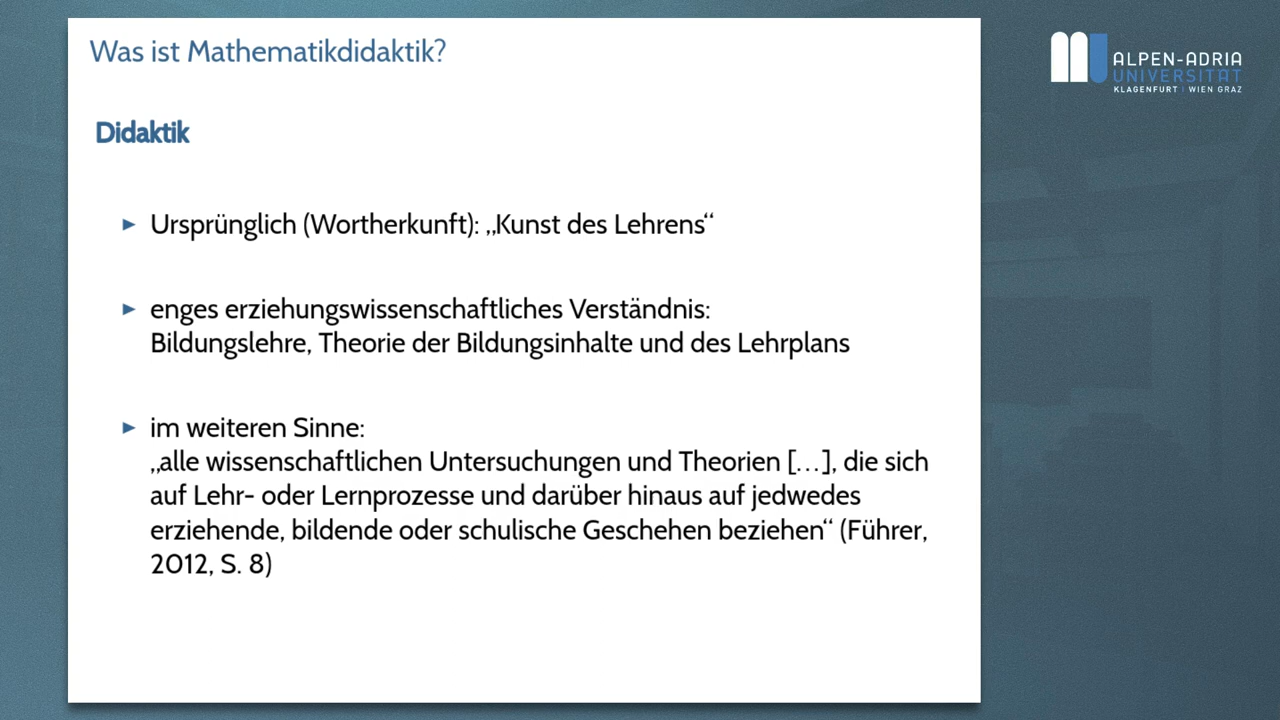 Was ist Mathematikdidaktik?
Didaktik
► Ursprünglich (Wortherkunft): „Kunst des Lehrens“
► enges erziehungswissenschaftliches Verständnis:
Bildungslehre, Theorie der Bildungsinhalte und des Lehrplans
► im weiteren Sinne:
„alle wissenschaftlichen Untersuchungen und Theorien […], die sich
auf Lehr- oder Lernprozesse und darüber hinaus auf jedwedes
erziehende, bildende oder schulische Geschehen beziehen“ (Führer,
2012, S. 8)
ALPEN-ADRIA
UNIVERSITÄT
KLAGENFURT | WIEN GRAZ